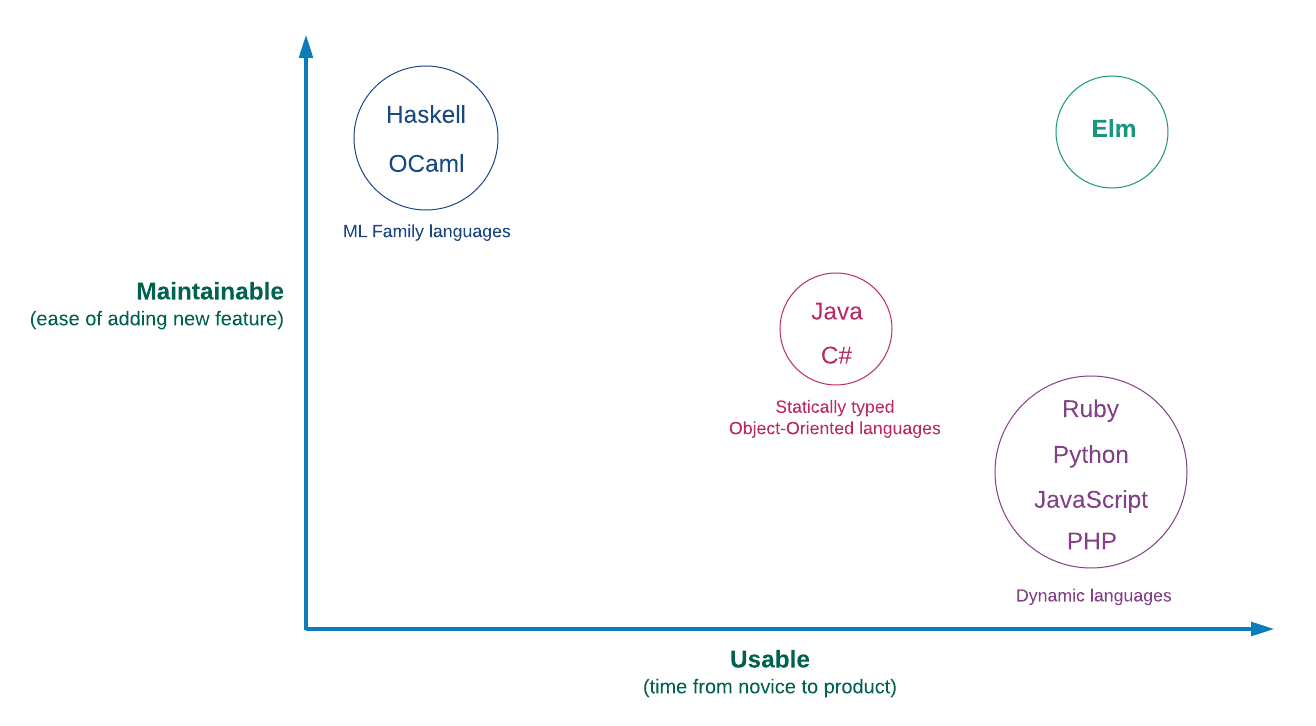 Haskell
OCaml
ML Family languages
Elm
Maintainable
(ease of adding new feature)
Java
C#
Statically typed
Object-Oriented languages
Ruby
Python
JavaScript
PHP
Dynamic languages
Usable
(time from novice to product)